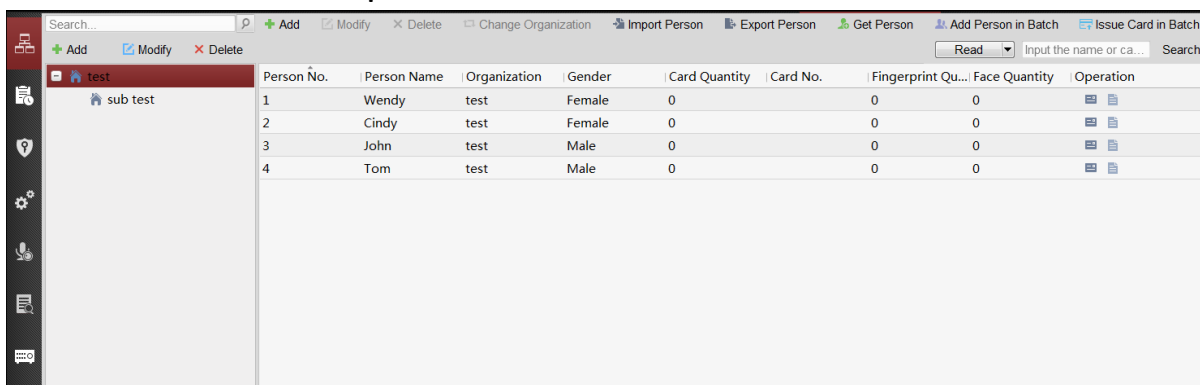 Search... Add Modify Delete Change Organization Import Person Export Person Get Person Add Person in Batch Issue Card in Batch
Add Modify Delete Read Input the name or ca... Search
test
sub test
Person No. Person Name Organization Gender Card Quantity Card No. Fingerprint Qu... Face Quantity Operation
1 Wendy test Female 0 0 0
2 Cindy test Female 0 0 0
3 John test Male 0 0 0
4 Tom test Male 0 0 0